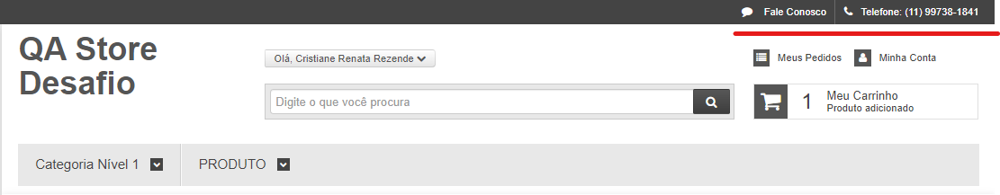 Fale Conosco
Telefone: (11) 99738-1841
QA Store
Desafio
Olá, Cristiane Renata Rezende
Meus Pedidos
Minha Conta
Digite o que você procura
1
Meu Carrinho
Produto adicionado
Categoria Nível 1
PRODUTO